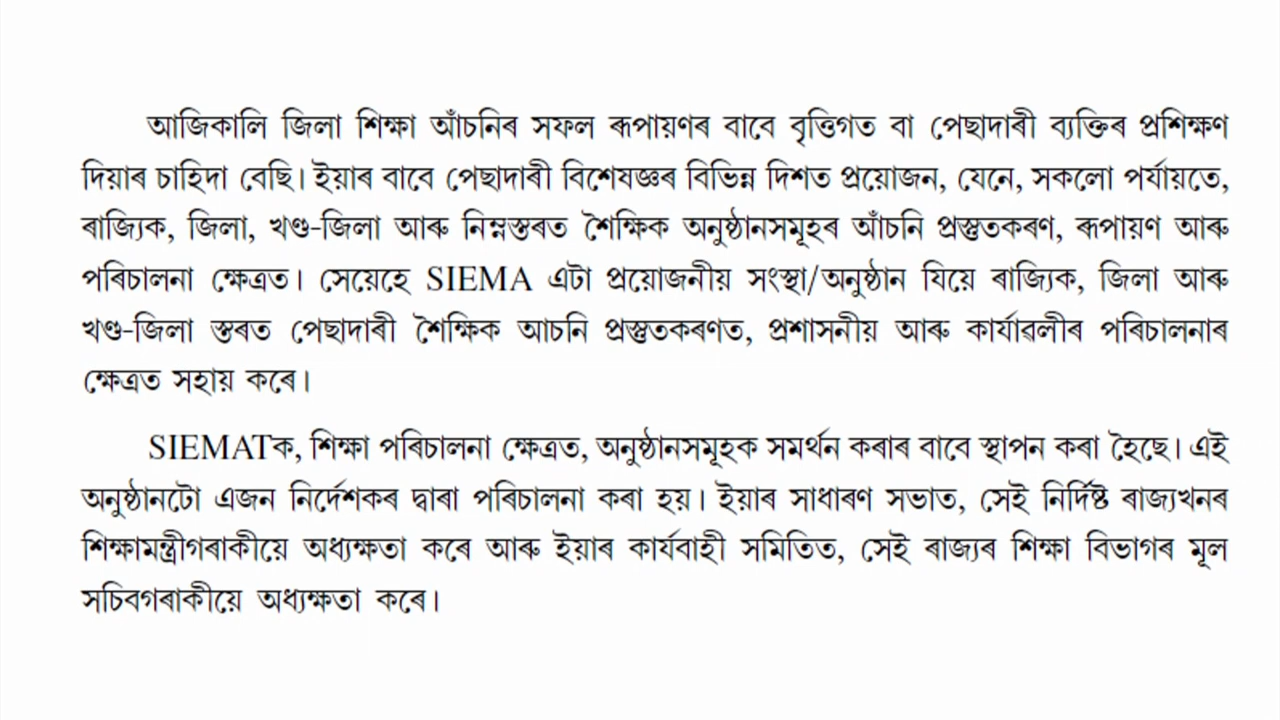 আজিকালি জিলা শিক্ষা আঁচনিৰ সফল ৰূপায়ণৰ বাবে বৃত্তিগত বা পেছাদাৰী ব্যক্তিৰ প্ৰশিক্ষণ
দিয়াৰ চাহিদা বেছি। ইয়াৰ বাবে পেছাদাৰী বিশেষজ্ঞৰ বিভিন্ন দিশত প্ৰয়োজন, যেনে, সকলো পৰ্যায়তে,
ৰাজ্যিক, জিলা, খণ্ড-জিলা আৰু নিম্নস্তৰত শৈক্ষিক অনুষ্ঠানসমূহৰ আঁচনি প্ৰস্তুতকৰণ, ৰূপায়ণ আৰু
পৰিচালনা ক্ষেত্ৰত। সেয়েহে SIEMA এটা প্ৰয়োজনীয় সংস্থা/অনুষ্ঠান যিয়ে ৰাজ্যিক, জিলা আৰু
খণ্ড-জিলা স্তৰত পেছাদাৰী শৈক্ষিক আচনি প্ৰস্তুতকৰণত, প্ৰশাসনীয় আৰু কাৰ্যাৱলীৰ পৰিচালনাৰ
ক্ষেত্ৰত সহায় কৰে।
SIEMATক, শিক্ষা পৰিচালনা ক্ষেত্ৰত, অনুষ্ঠানসমূহক সমৰ্থন কৰাৰ বাবে স্থাপন কৰা হৈছে। এই
অনুষ্ঠানটো এজন নিৰ্দেশকৰ দ্বাৰা পৰিচালনা কৰা হয়। ইয়াৰ সাধাৰণ সভাত, সেই নিৰ্দিষ্ট ৰাজ্যখনৰ
শিক্ষামন্ত্ৰীগৰাকীয়ে অধ্যক্ষতা কৰে আৰু ইয়াৰ কাৰ্যবাহী সমিতিত, সেই ৰাজ্যৰ শিক্ষা বিভাগৰ মূল
সচিবগৰাকীয়ে অধ্যক্ষতা কৰে।